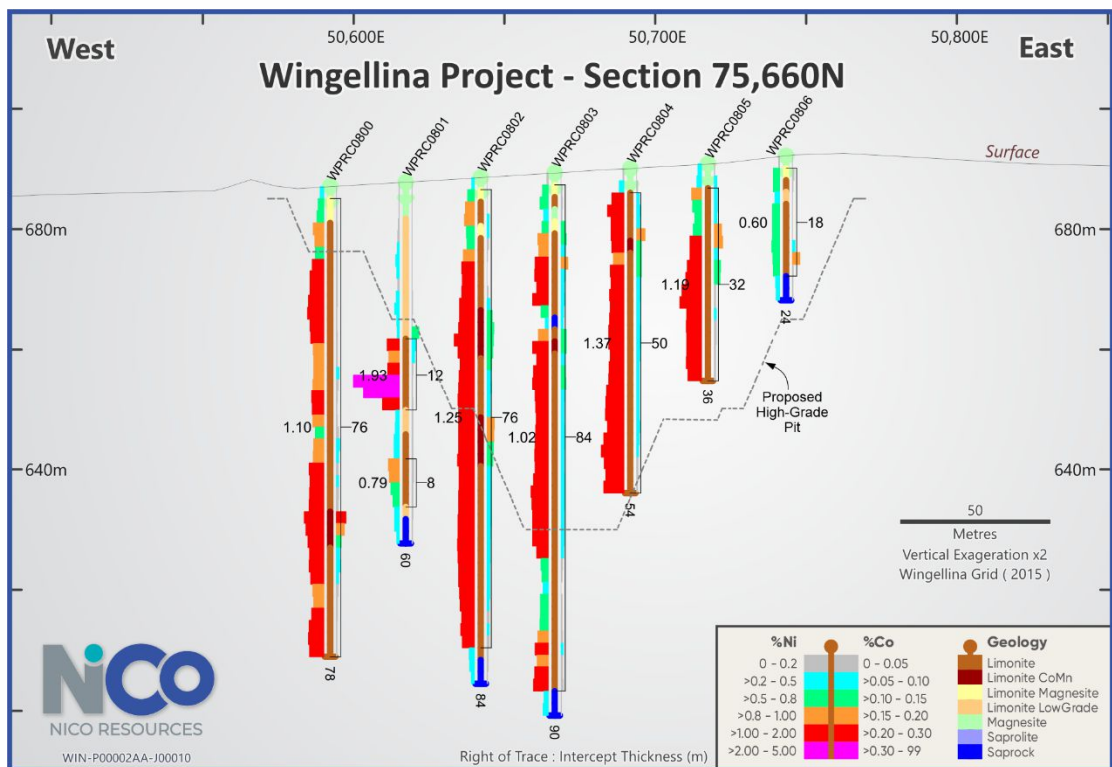 West
50,600E
50,700E
50,800E
East
Wingellina Project - Section 75,660N
WPRC0800
WPRC0801
WPRC0802
WPRC0803
WPRC0804
WPRC0805
WPRC0806
Surface
680m
680m
0.60
18
1.19
32
24
1.37
50
1.93
12
36
Proposed
High-Grade
Pit
1.10
76
1.25
76
1.02
84
640m
640m
0.79
8
54
60
78
84
90
50
Metres
Vertical Exageration x2
Wingellina Grid ( 2015 )
NiCo
NICO RESOURCES
WIN-P00002AA-J00010
Right of Trace : Intercept Thickness (m)
%Ni %Co Geology
0 - 0.2 0 - 0.05 Limonite
>0.2 - 0.5 >0.05 - 0.10 Limonite CoMn
>0.5 - 0.8 >0.10 - 0.15 Limonite Magnesite
>0.8 - 1.00 >0.15 - 0.20 Limonite LowGrade
>1.00 - 2.00 >0.20 - 0.30 Magnesite
>2.00 - 5.00 >0.30 - 99 Saprolite
Saprock